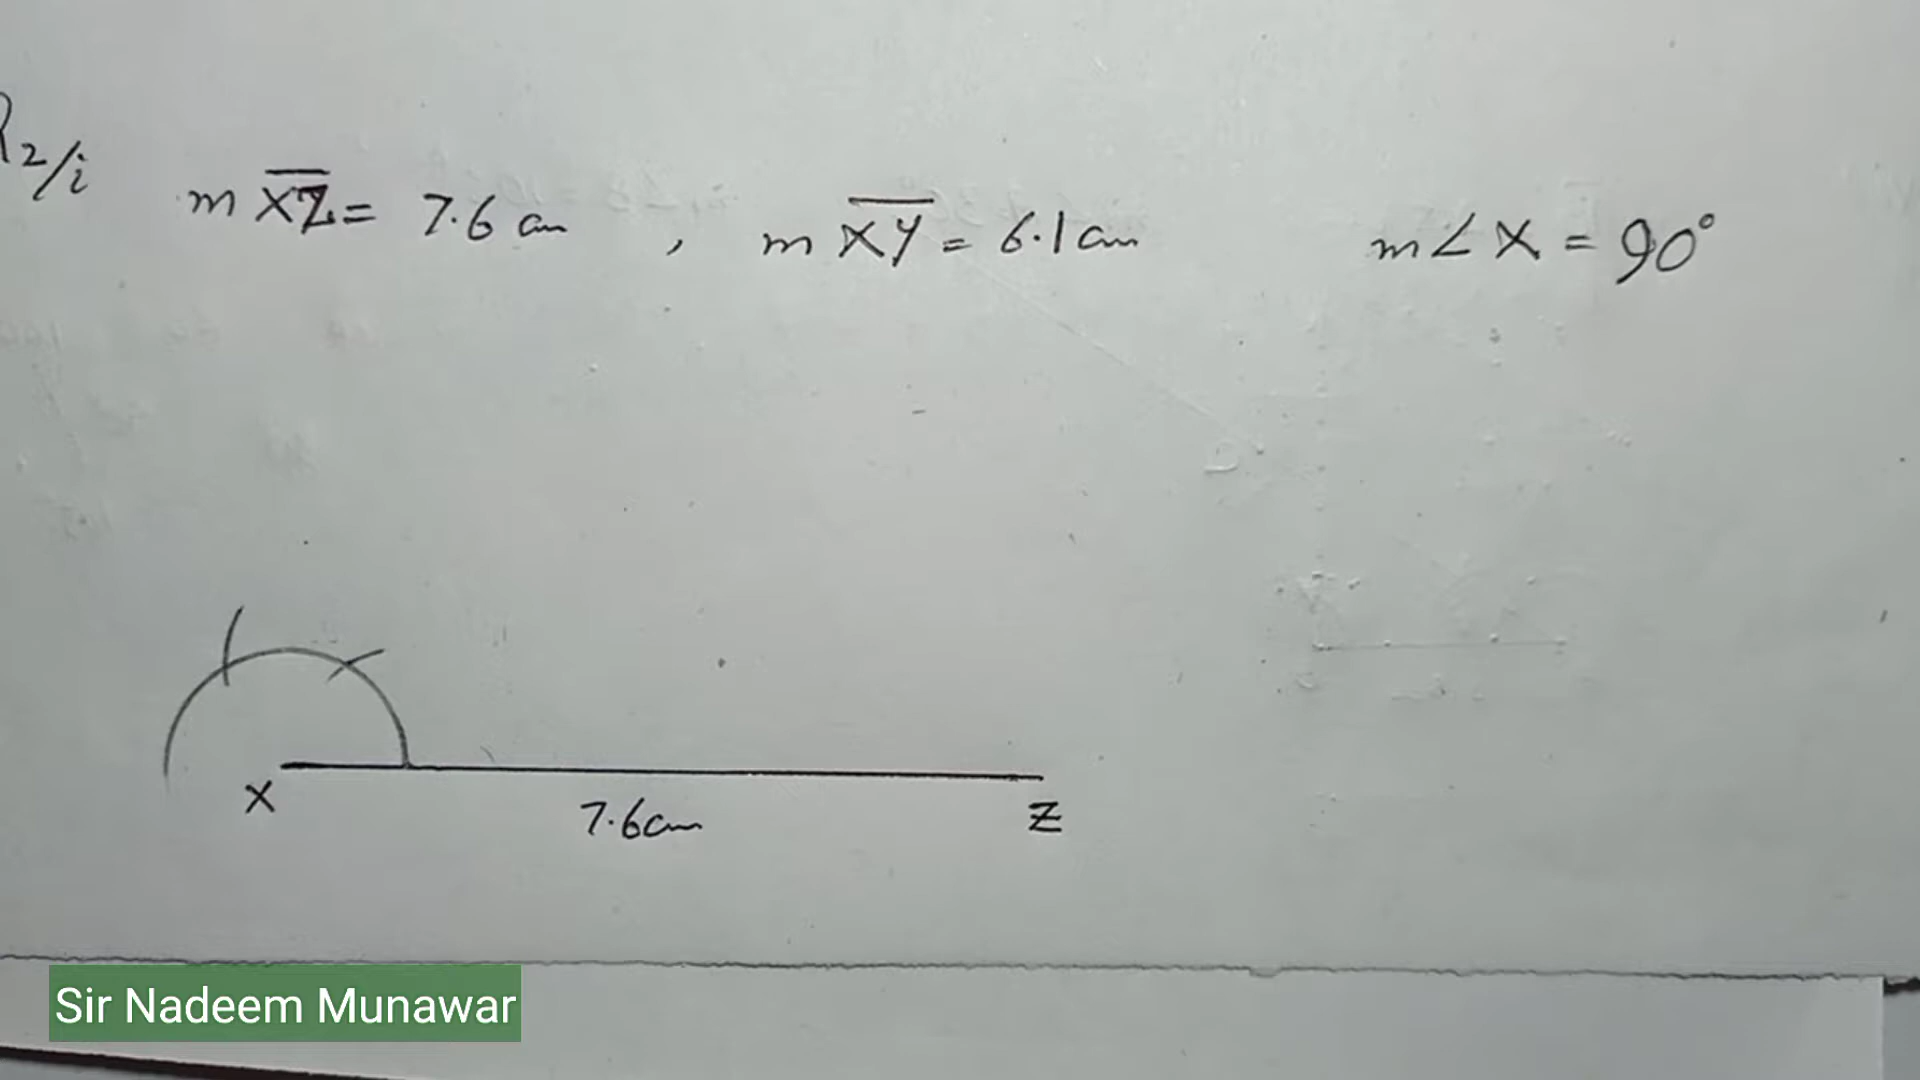 Q2/i m XZ = 7.6 cm , m XY = 6.1 cm m∠X = 90°
X 7.6cm Z
Sir Nadeem Munawar